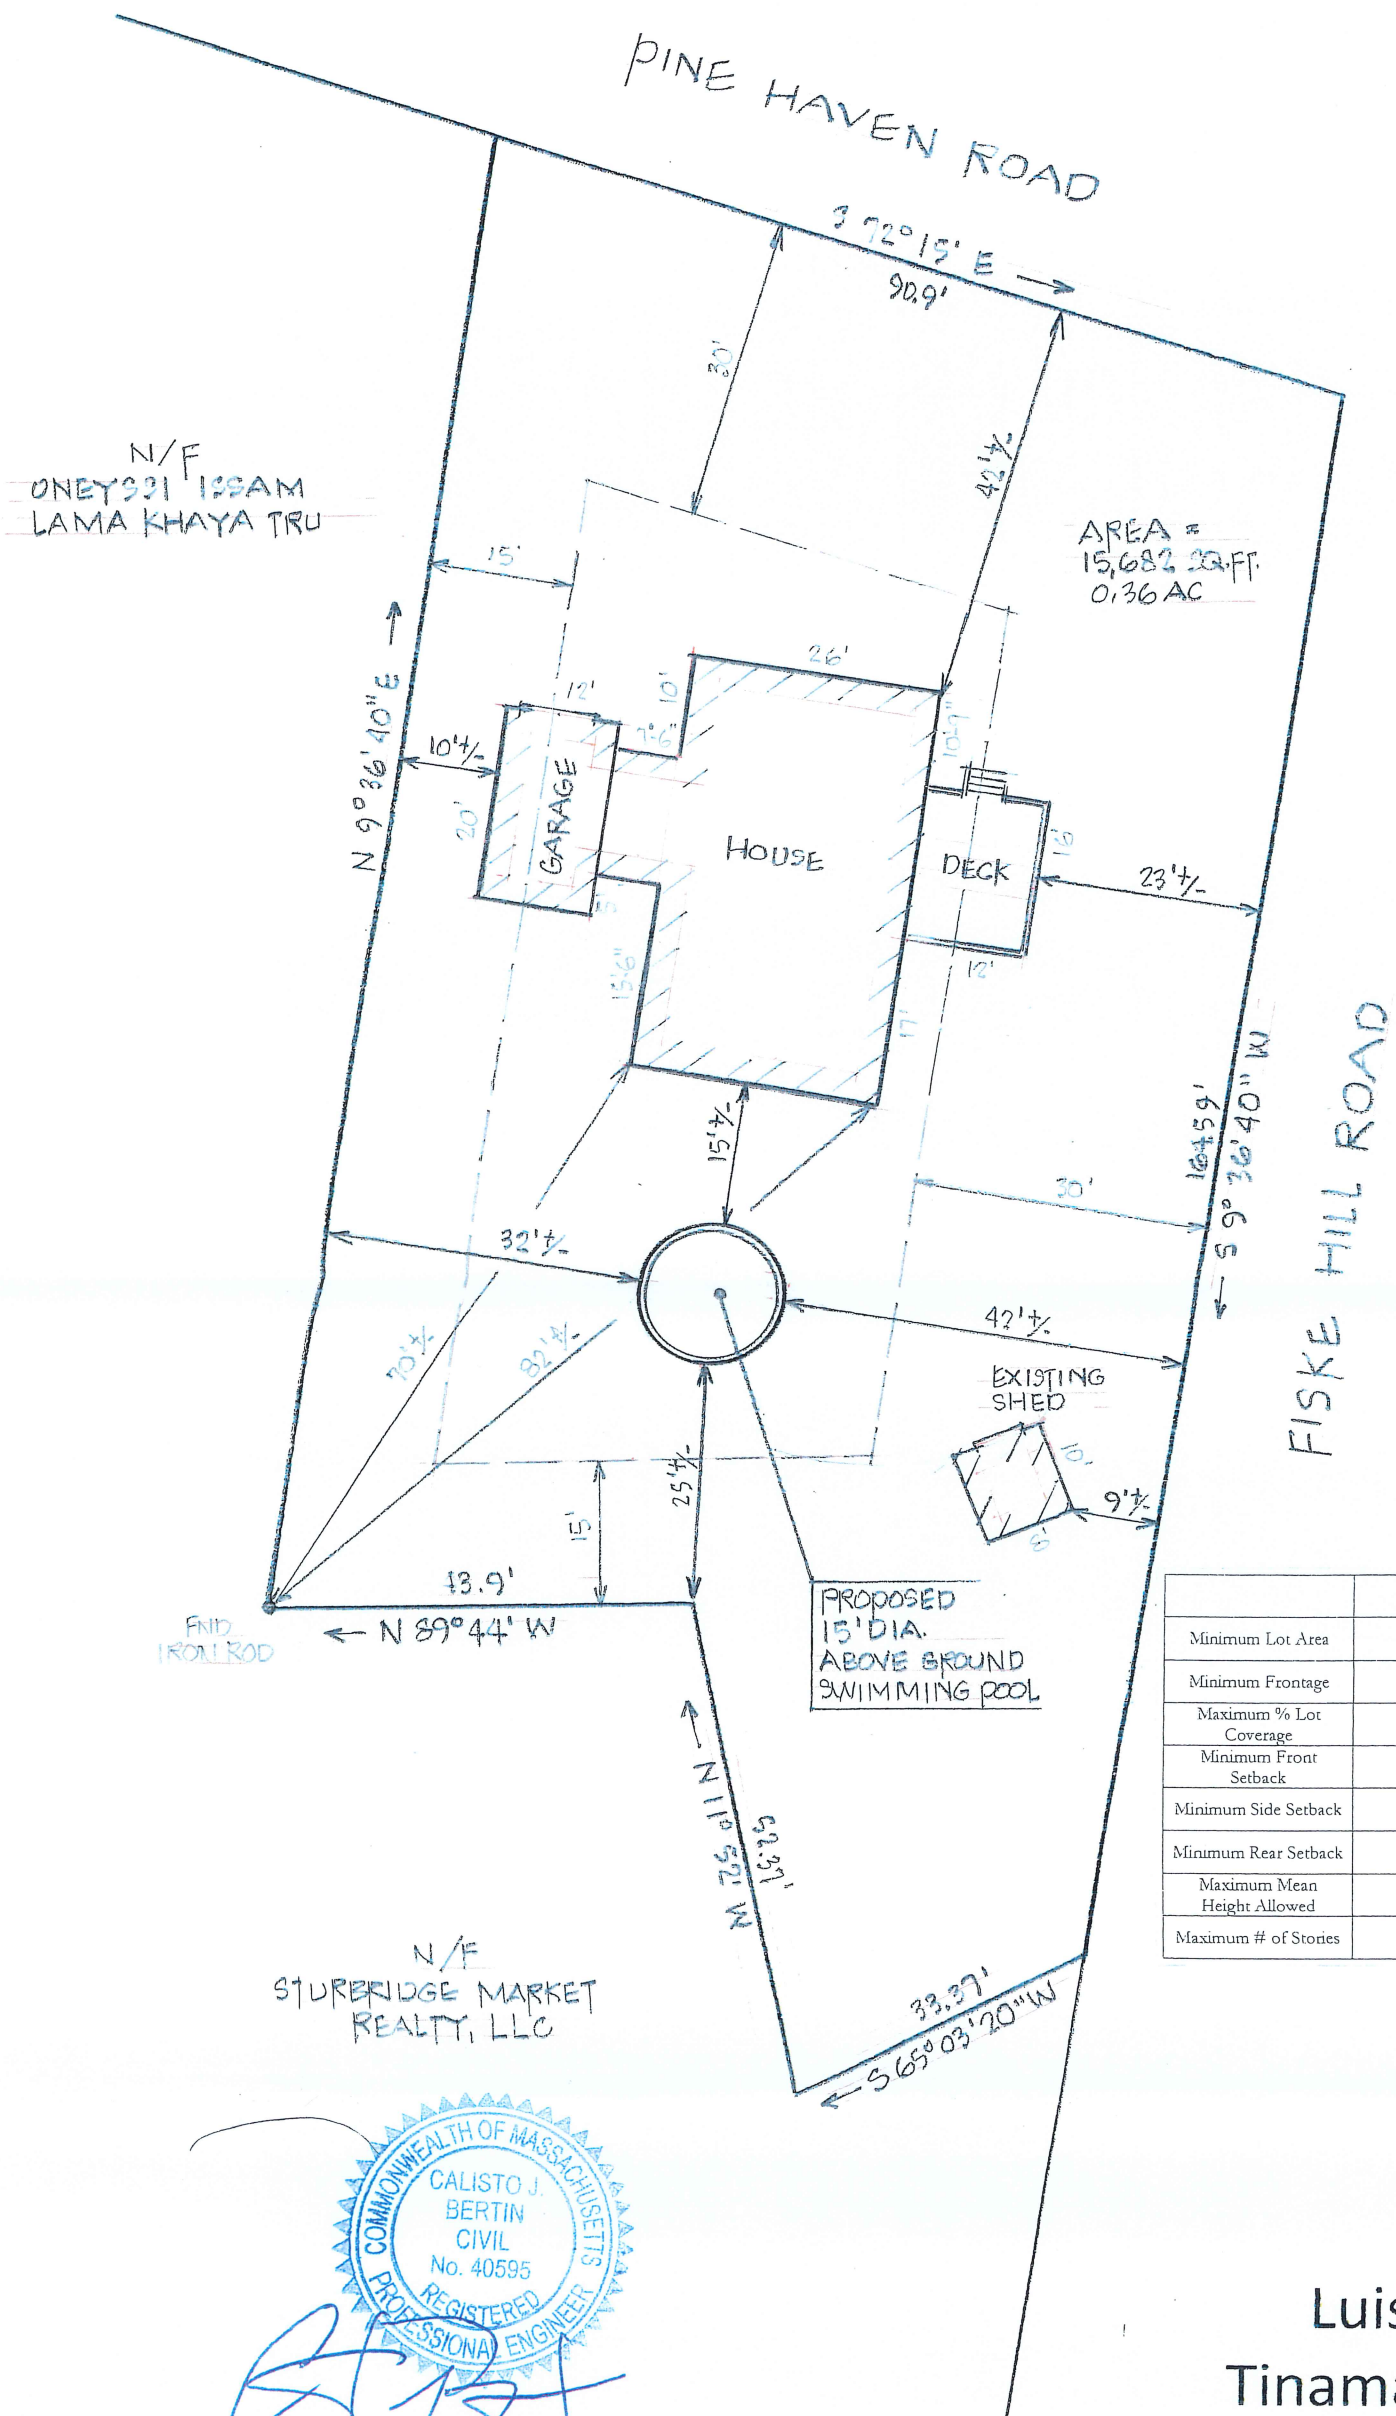 PINE HAVEN ROAD
S 72° 15' E →
90.9'
30'
42'+/-
N/F
ONEYSSI ISSAM
LAMA KHAYA TRU
15'
AREA =
15,682 SQ.FT.
0.36 AC
N 9° 36' 40" E →
26'
10'
12'
7'-6"
10'+/-
20'
GARAGE
HOUSE
10'-9"
DECK
16'
23'+/-
12'
5'
15'6"
17'
15'+/-
30'
S 9° 36' 40" W
FISKE HILL ROAD
32'+/-
42'+/-
70'+/-
82'+/-
EXISTING
SHED
10'
8'
9'+/-
25'+/-
15'
← N 89° 44' W
FND
IRON ROD
PROPOSED
15' DIA.
ABOVE GROUND
SWIMMING POOL
← N 11° 52' W
52.37'
33.37'
← S 65° 03' 20" W
Minimum Lot Area
Minimum Frontage
Maximum % Lot
Coverage
Minimum Front
Setback
Minimum Side Setback
Minimum Rear Setback
Maximum Mean
Height Allowed
Maximum # of Stories
N/F
STURBRIDGE MARKET
REALTY, LLC
COMMONWEALTH OF MASSACHUSETTS
CALISTO J.
BERTIN
CIVIL
No. 40595
REGISTERED
PROFESSIONAL ENGINEER
Luis
Tinama